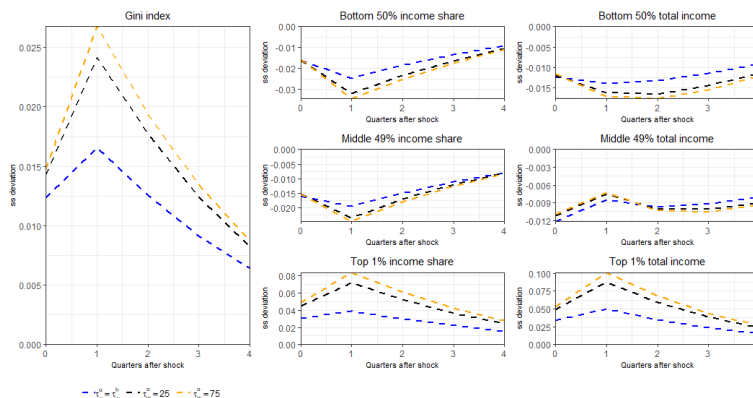 Gini index
ss deviation
0.025
0.020
0.015
0.010
0.005
0.000
0 1 2 3 4
Quarters after shock
Bottom 50% income share
ss deviation
0.00
-0.01
-0.02
-0.03
0 1 2 3 4
Quarters after shock
Bottom 50% total income
ss deviation
0.000
-0.005
-0.010
-0.015
0 1 2 3
Quarters after shock
Middle 49% income share
ss deviation
0.000
-0.005
-0.010
-0.015
-0.020
0 1 2 3 4
Quarters after shock
Middle 49% total income
ss deviation
0.000
-0.003
-0.006
-0.009
-0.012
0 1 2 3
Quarters after shock
Top 1% income share
ss deviation
0.08
0.06
0.04
0.02
0.00
0 1 2 3 4
Quarters after shock
Top 1% total income
ss deviation
0.100
0.075
0.050
0.025
0.000
0 1 2 3
Quarters after shock
= = 25 = 75